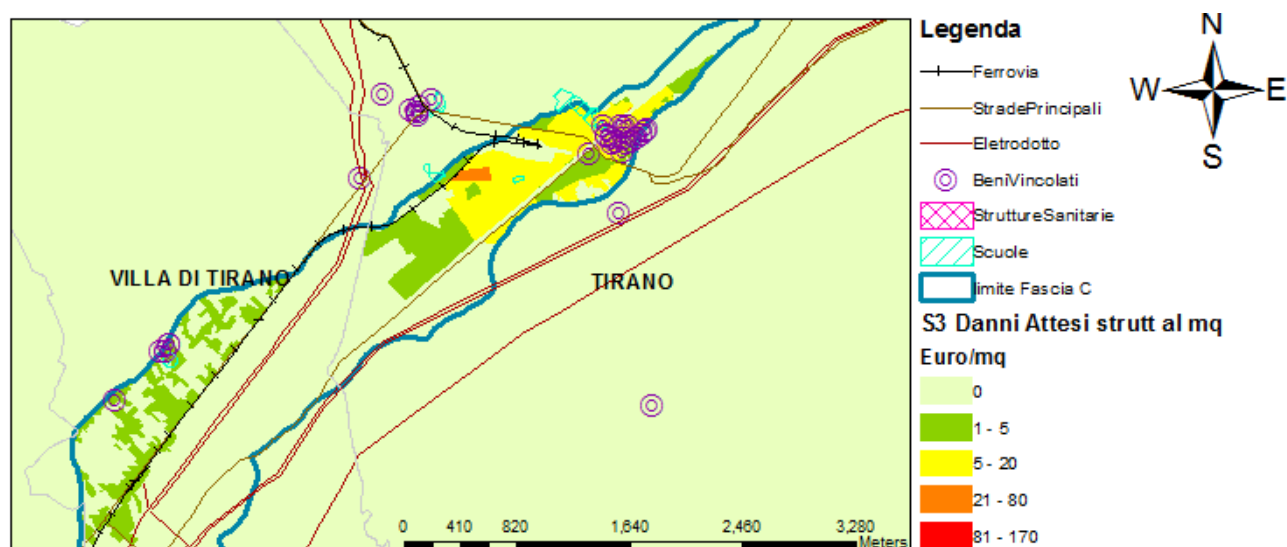 VILLA DI TIRANO
TIRANO
0 410 820 1,640 2,460 3,280
Meters
Legenda
Ferrovia
StradePrincipali
Eletrodotto
BeniVincolati
StruttureSanitarie
Scuole
limite Fascia C
S3 Danni Attesi strutt al mq
Euro/mq
0
1 - 5
5 - 20
21 - 80
81 - 170
N
W E
S